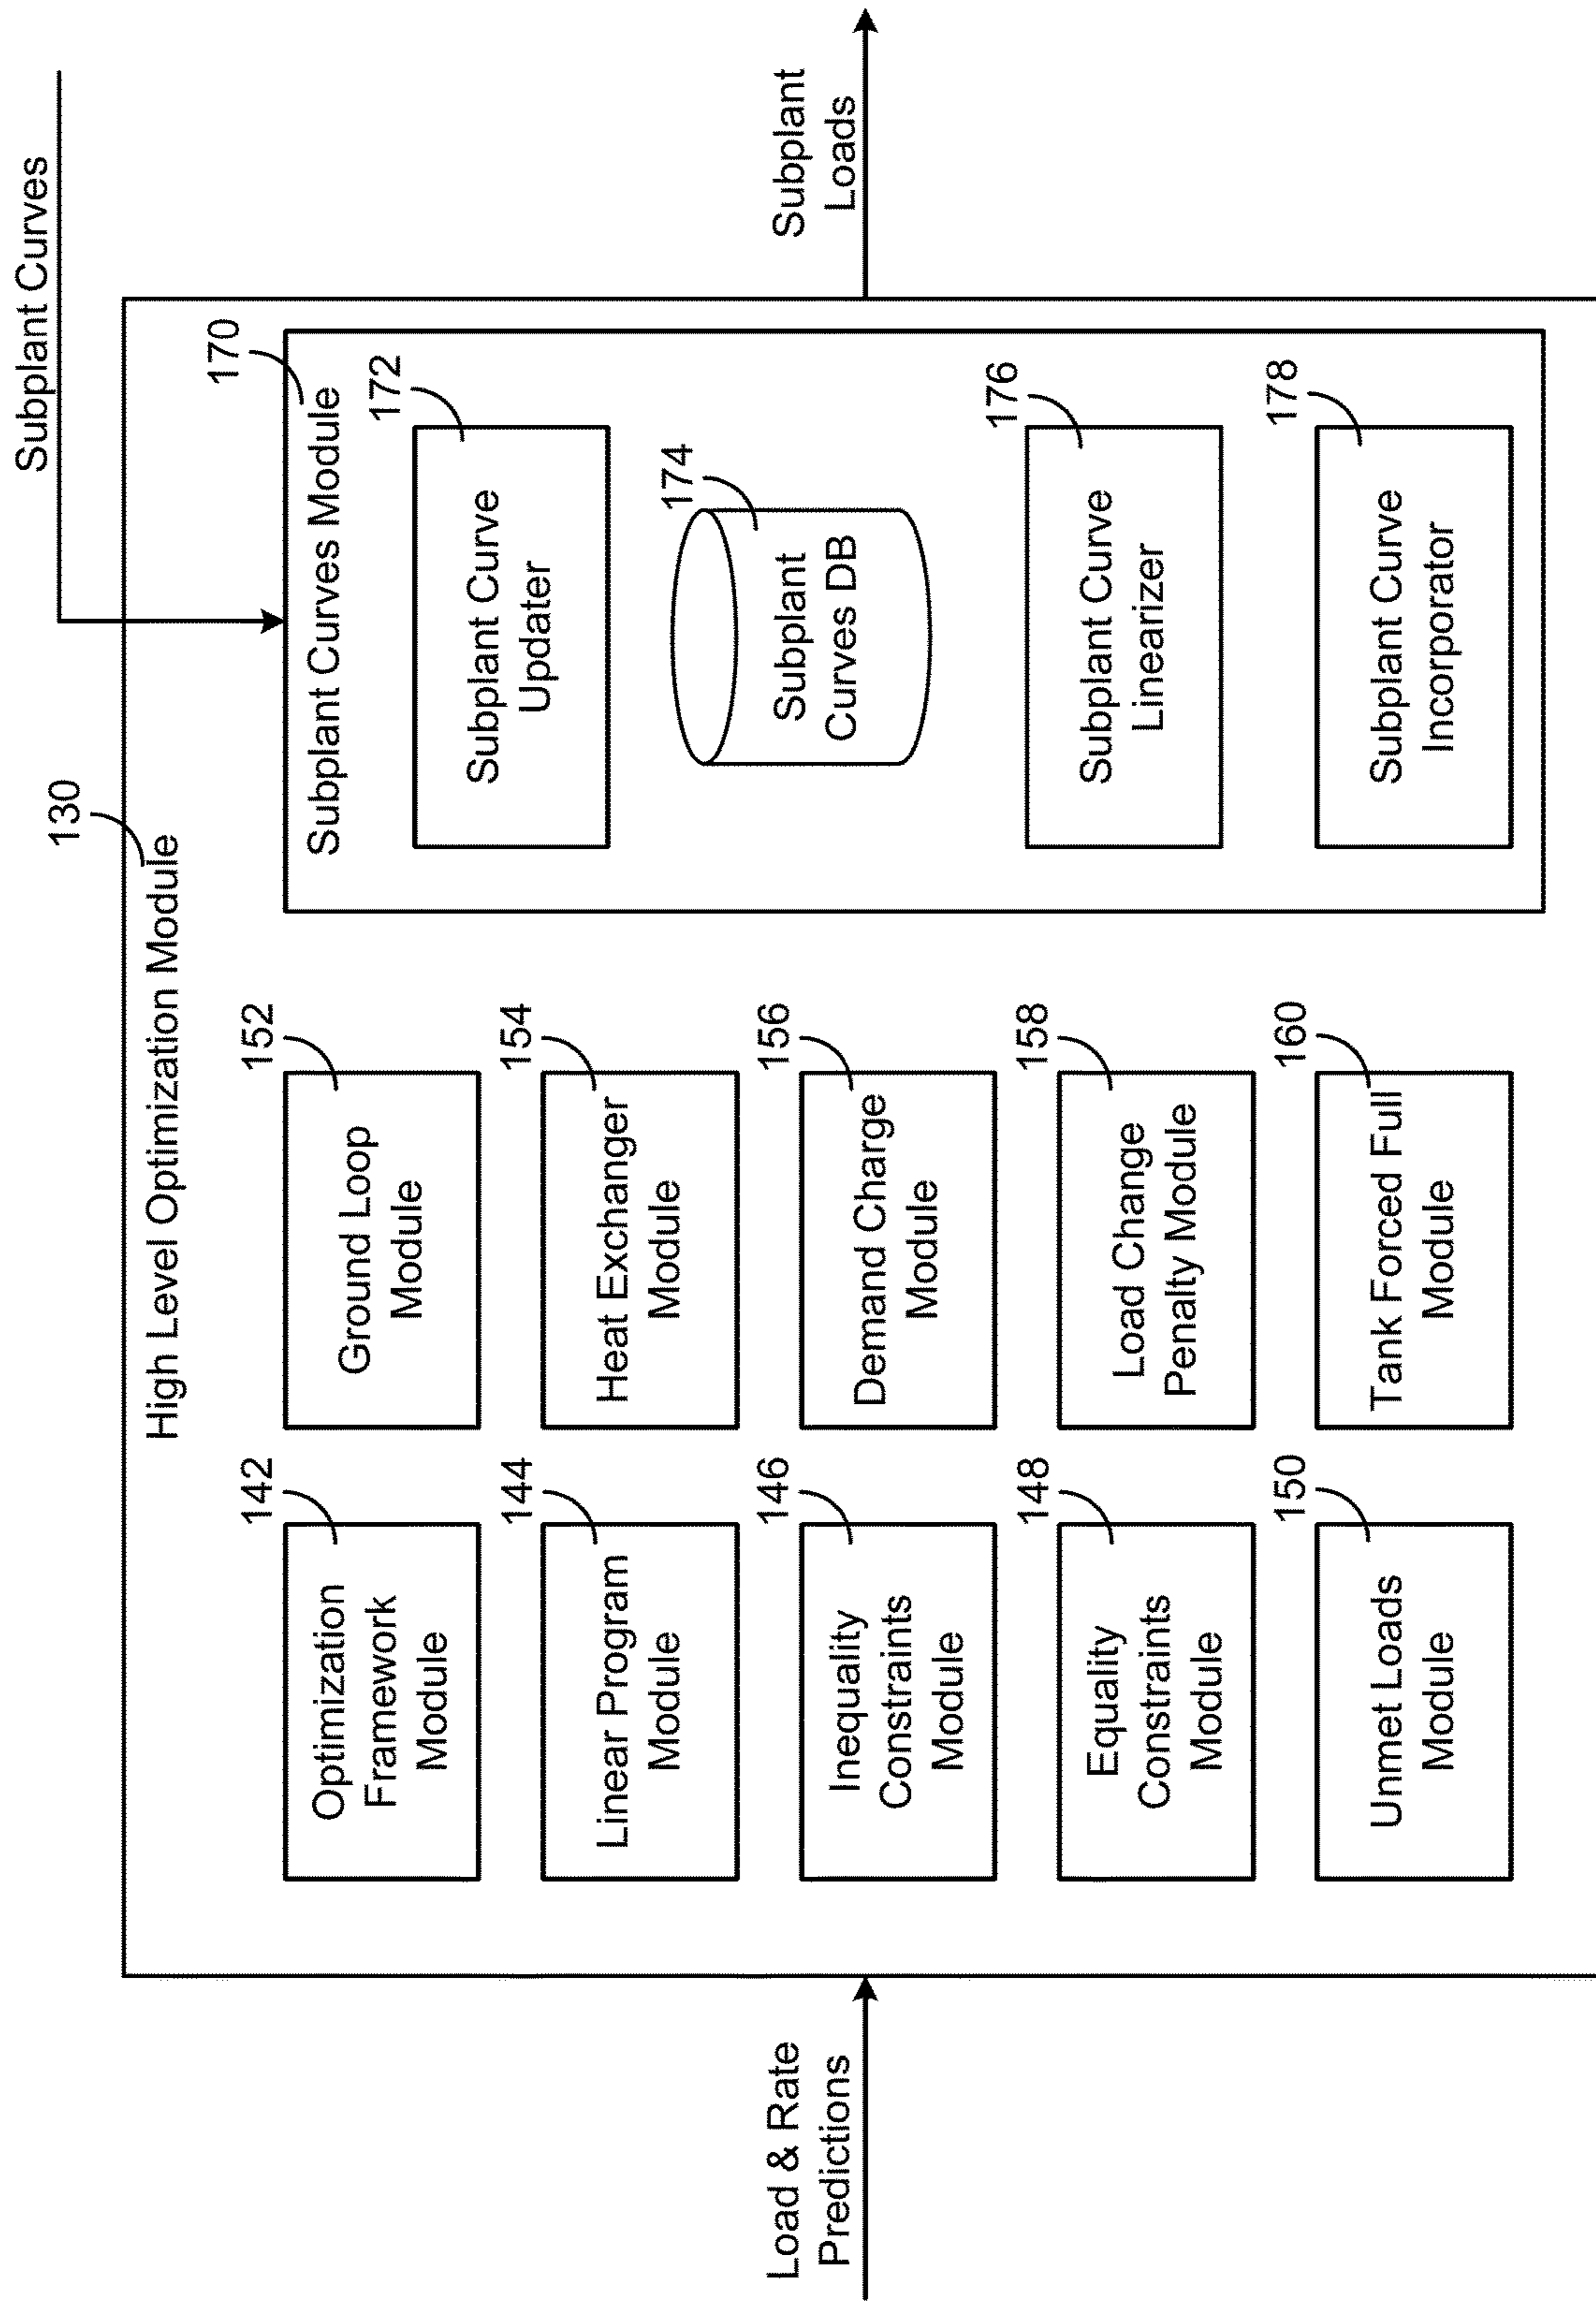 Subplant Curves
130
High Level Optimization Module
Load & Rate
Predictions
142
Optimization
Framework
Module
144
Linear Program
Module
146
Inequality
Constraints
Module
148
Equality
Constraints
Module
150
Unmet Loads
Module
152
Ground Loop
Module
154
Heat Exchanger
Module
156
Demand Charge
Module
158
Load Change
Penalty Module
160
Tank Forced Full
Module
170
Subplant Curves Module
172
Subplant Curve
Updater
174
Subplant
Curves DB
176
Subplant Curve
Linearizer
178
Subplant Curve
Incorporator
Subplant
Loads